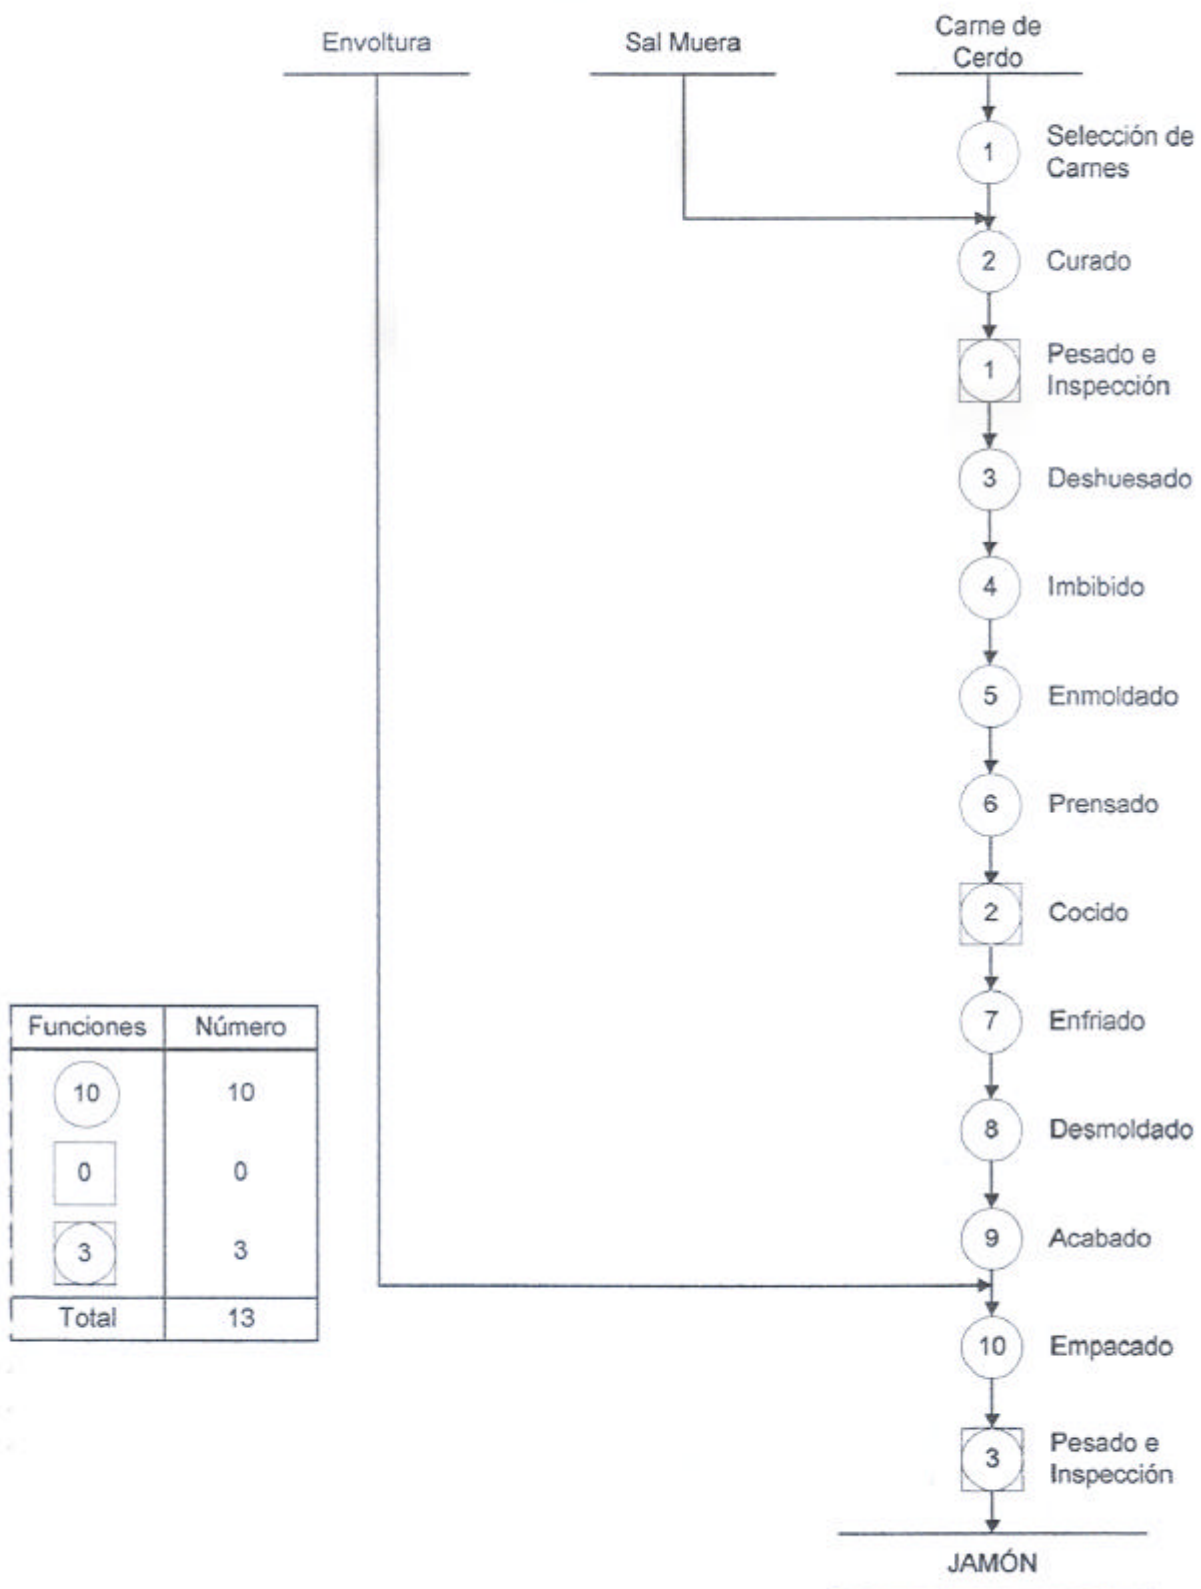 Envoltura
Sal Muera
Carne de
Cerdo
1
Selección de
Carnes
2
Curado
1
Pesado e
Inspección
3
Deshuesado
4
Imbibido
5
Enmoldado
6
Prensado
2
Cocido
7
Enfriado
8
Desmoldado
9
Acabado
10
Empacado
3
Pesado e
Inspección
JAMÓN
Funciones Número
10 10
0 0
3 3
Total 13